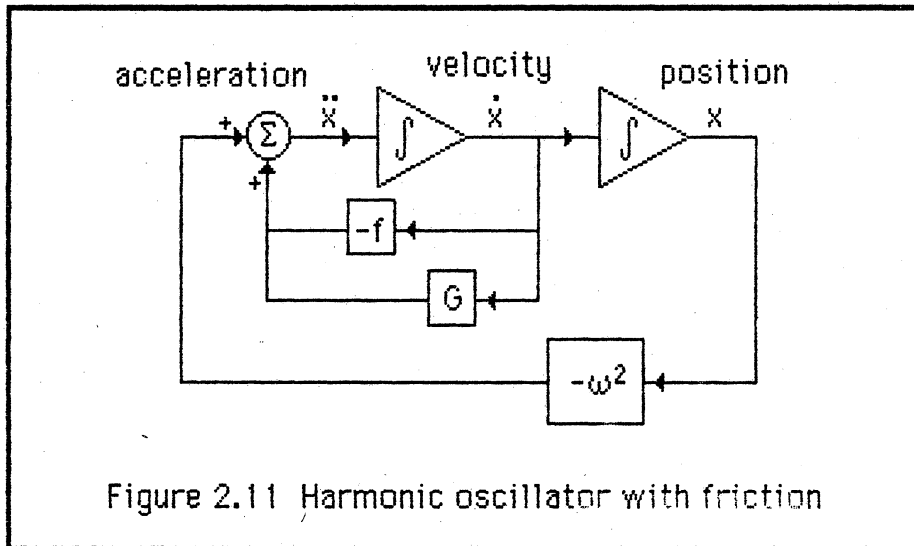 acceleration
velocity
position
+
Σ
ẍ
∫
ẋ
∫
x
+
-f
G
-ω²
Figure 2.11 Harmonic oscillator with friction